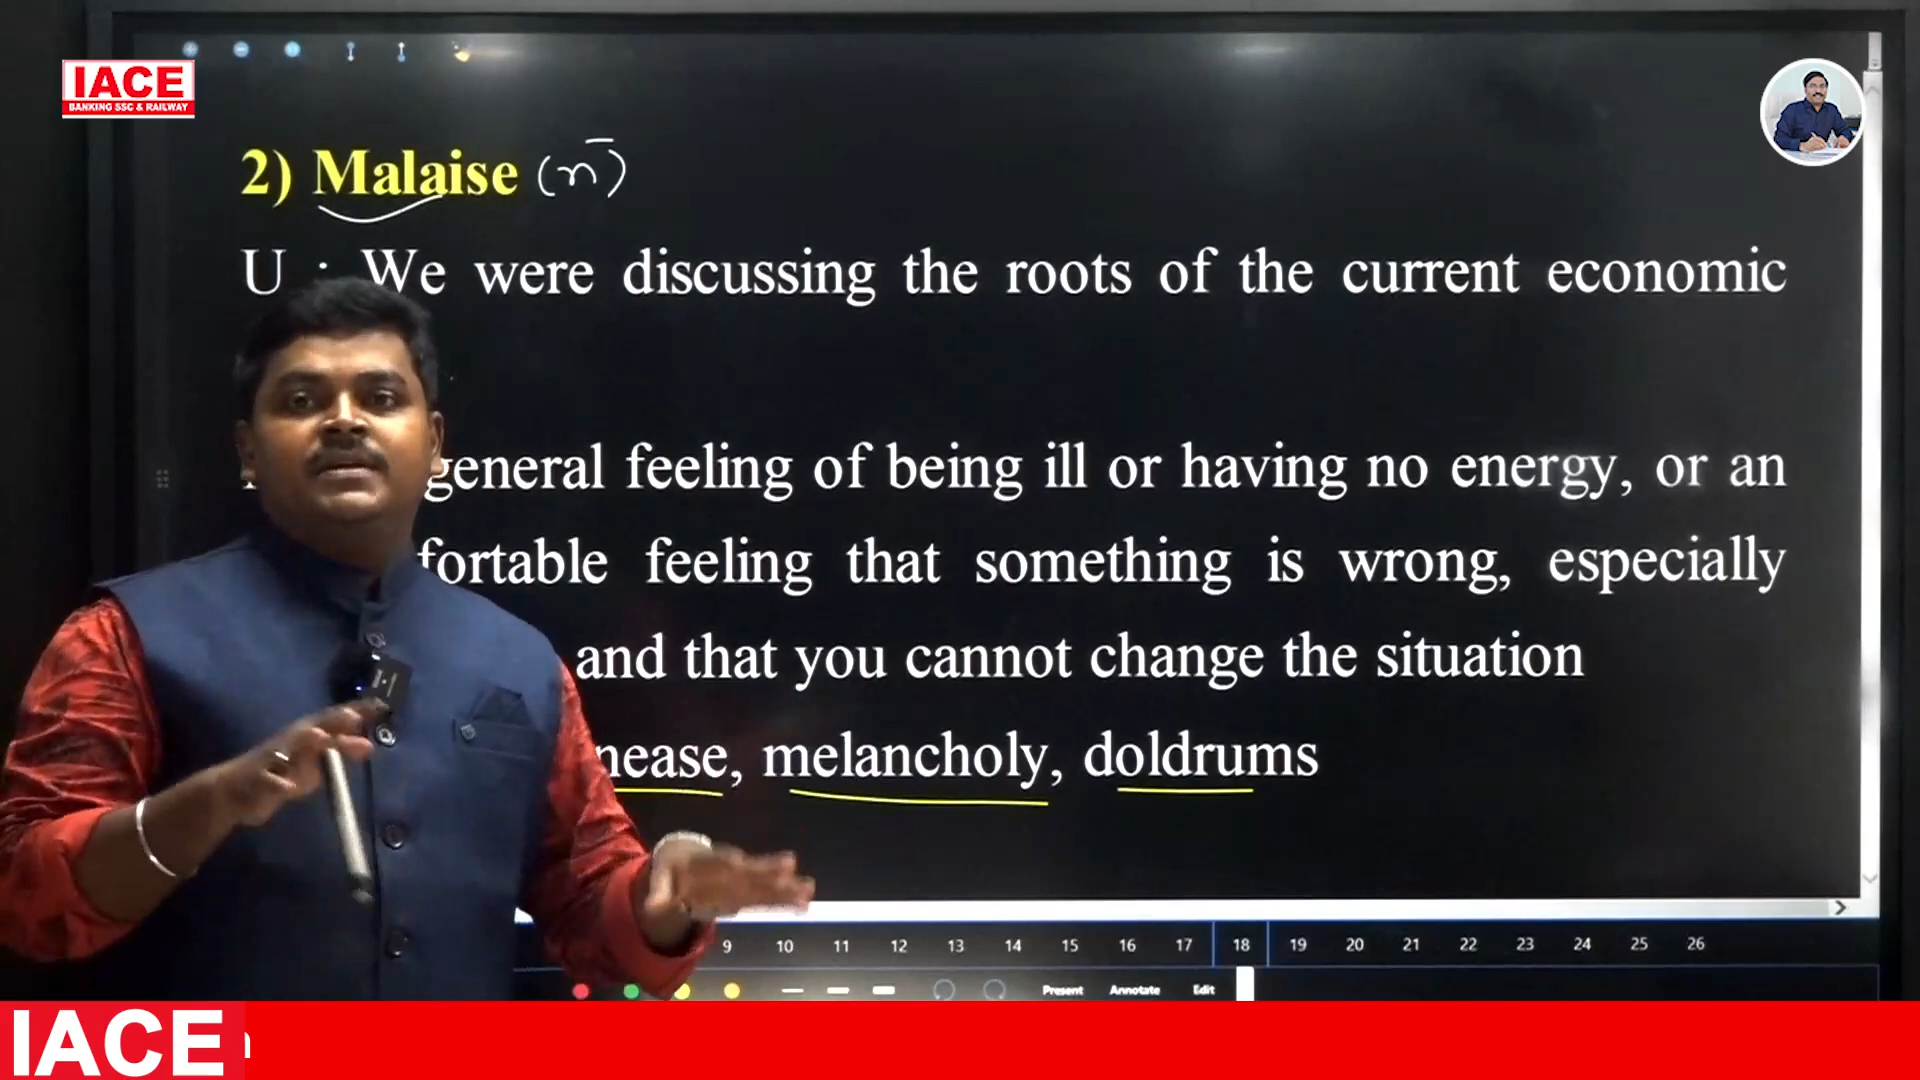 IACE
BANKING SSC & RAILWAY
2) Malaise (n)
U : We were discussing the roots of the current economic
general feeling of being ill or having no energy, or an
fortable feeling that something is wrong, especially
and that you cannot change the situation
nease, melancholy, doldrums
9 10 11 12 13 14 15 16 17 18 19 20 21 22 23 24 25 26
Present Annotate Edit
IACE